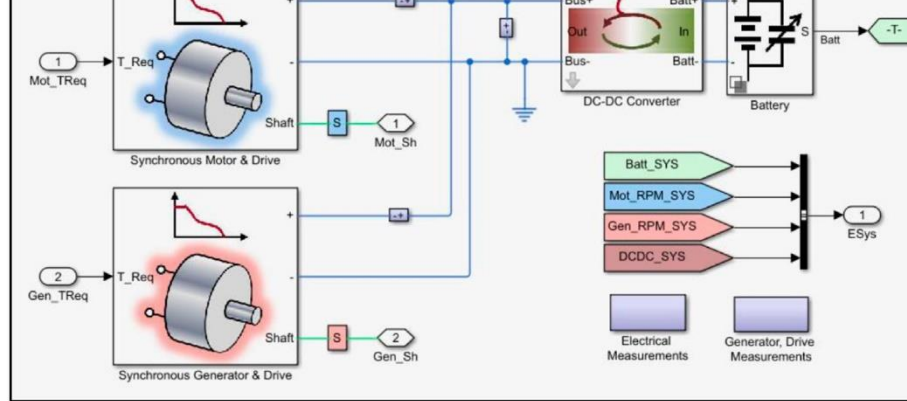 +
- +
Bus+
Batt+
+
+ -
Out
In
S
Batt
-T-
1
T_Req
-
Bus-
Batt-
-
Mot_TReq
DC-DC Converter
Battery
Shaft
S
1
Mot_Sh
Synchronous Motor & Drive
Batt_SYS
Mot_RPM_SYS
+
- +
Gen_RPM_SYS
1
ESys
DCDC_SYS
2
T_Req
-
Gen_TReq
Shaft
S
2
Gen_Sh
Electrical
Measurements
Generator, Drive
Measurements
Synchronous Generator & Drive